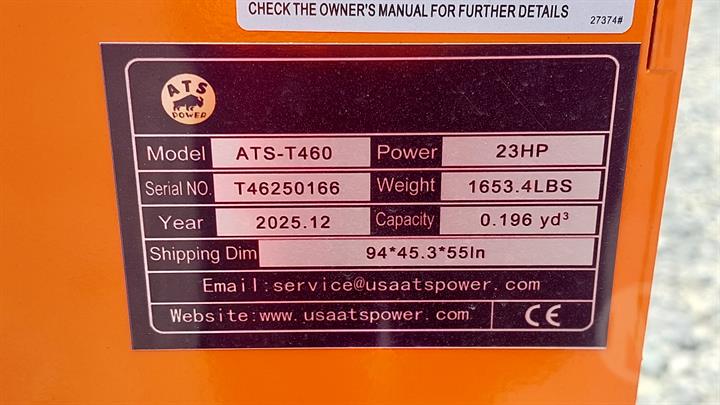 CHECK THE OWNER'S MANUAL FOR FURTHER DETAILS
27374#
ATS
POWER
Model ATS-T460 Power 23HP
Serial NO. T46250166 Weight 1653.4LBS
Year 2025.12 Capacity 0.196 yd³
Shipping Dim 94*45.3*55In
Email:service@usaatspower.com
Website:www.usaatspower.com CE